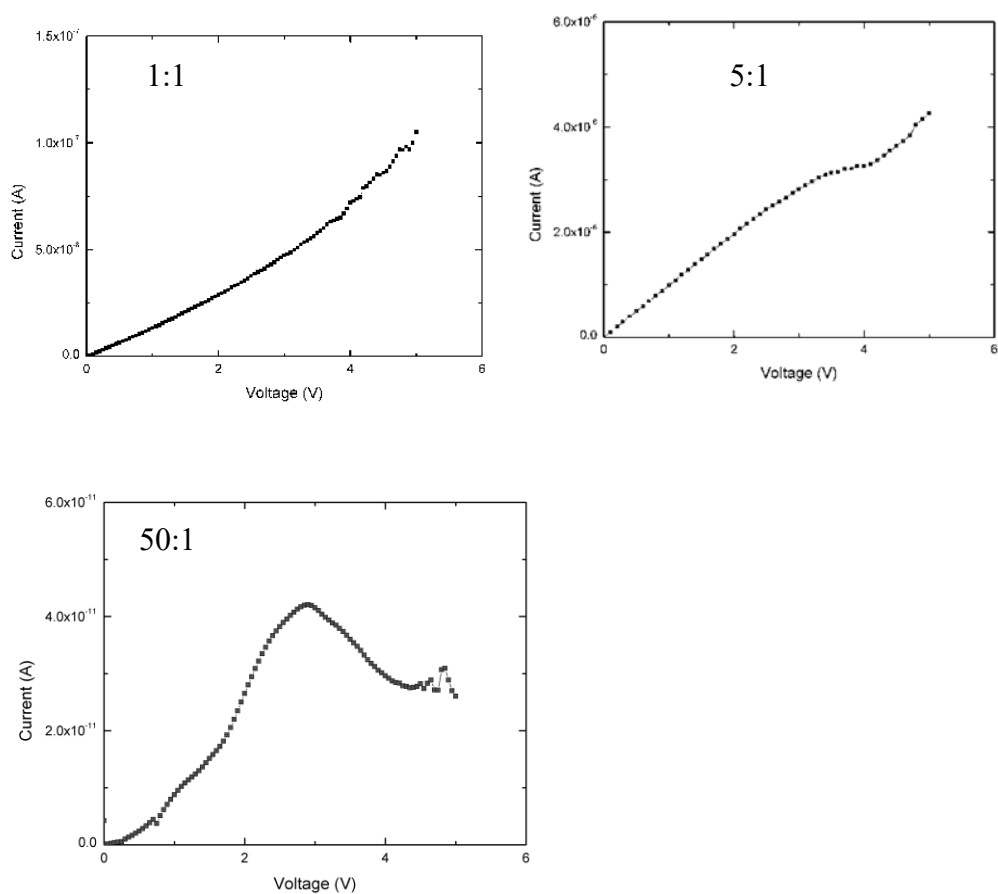 1:1
1.5x10⁻⁷
1.0x10⁻⁷
5.0x10⁻⁸
0.0
Current (A)
0 2 4 6
Voltage (V)
5:1
6.0x10⁻⁶
4.0x10⁻⁶
2.0x10⁻⁶
0.0
Current (A)
0 2 4 6
Voltage (V)
50:1
6.0x10⁻¹¹
4.0x10⁻¹¹
2.0x10⁻¹¹
0.0
Current (A)
0 2 4 6
Voltage (V)